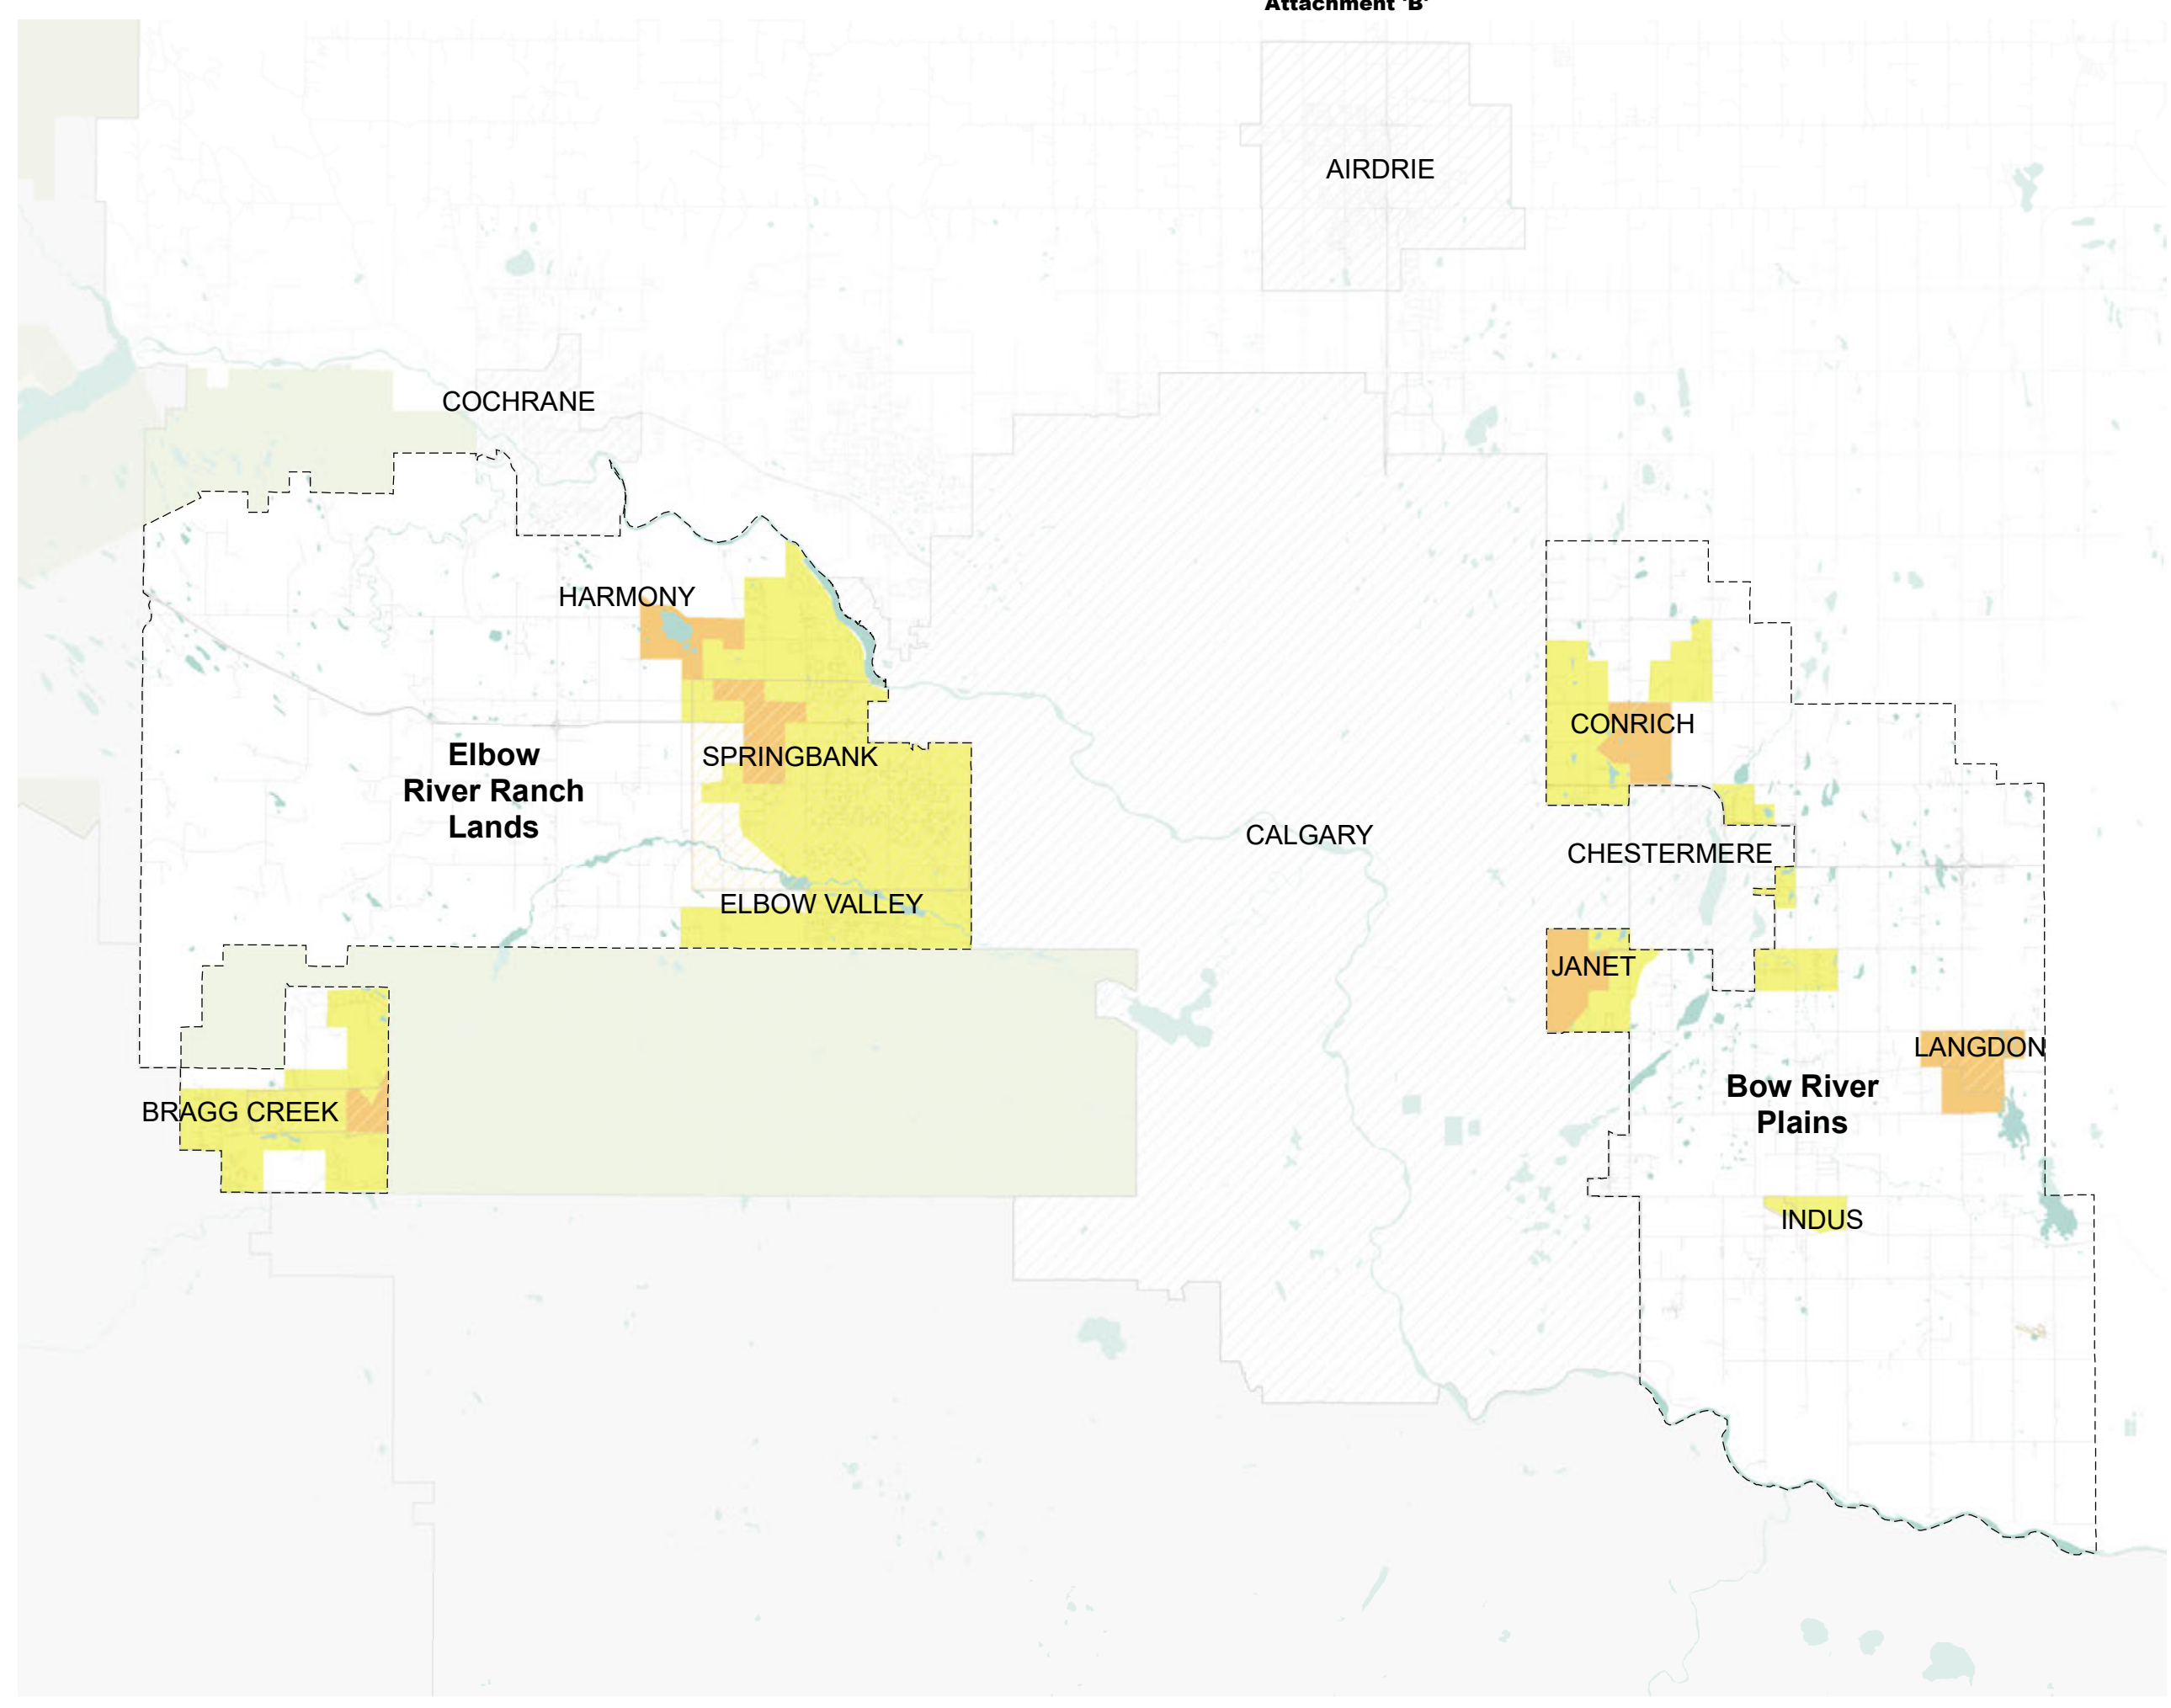 Attachment 'B'
AIRDRIE
COCHRANE
HARMONY
CONRICH
Elbow
River Ranch
Lands
SPRINGBANK
CALGARY
CHESTERMERE
ELBOW VALLEY
JANET
LANGDON
Bow River
Plains
BRAGG CREEK
INDUS